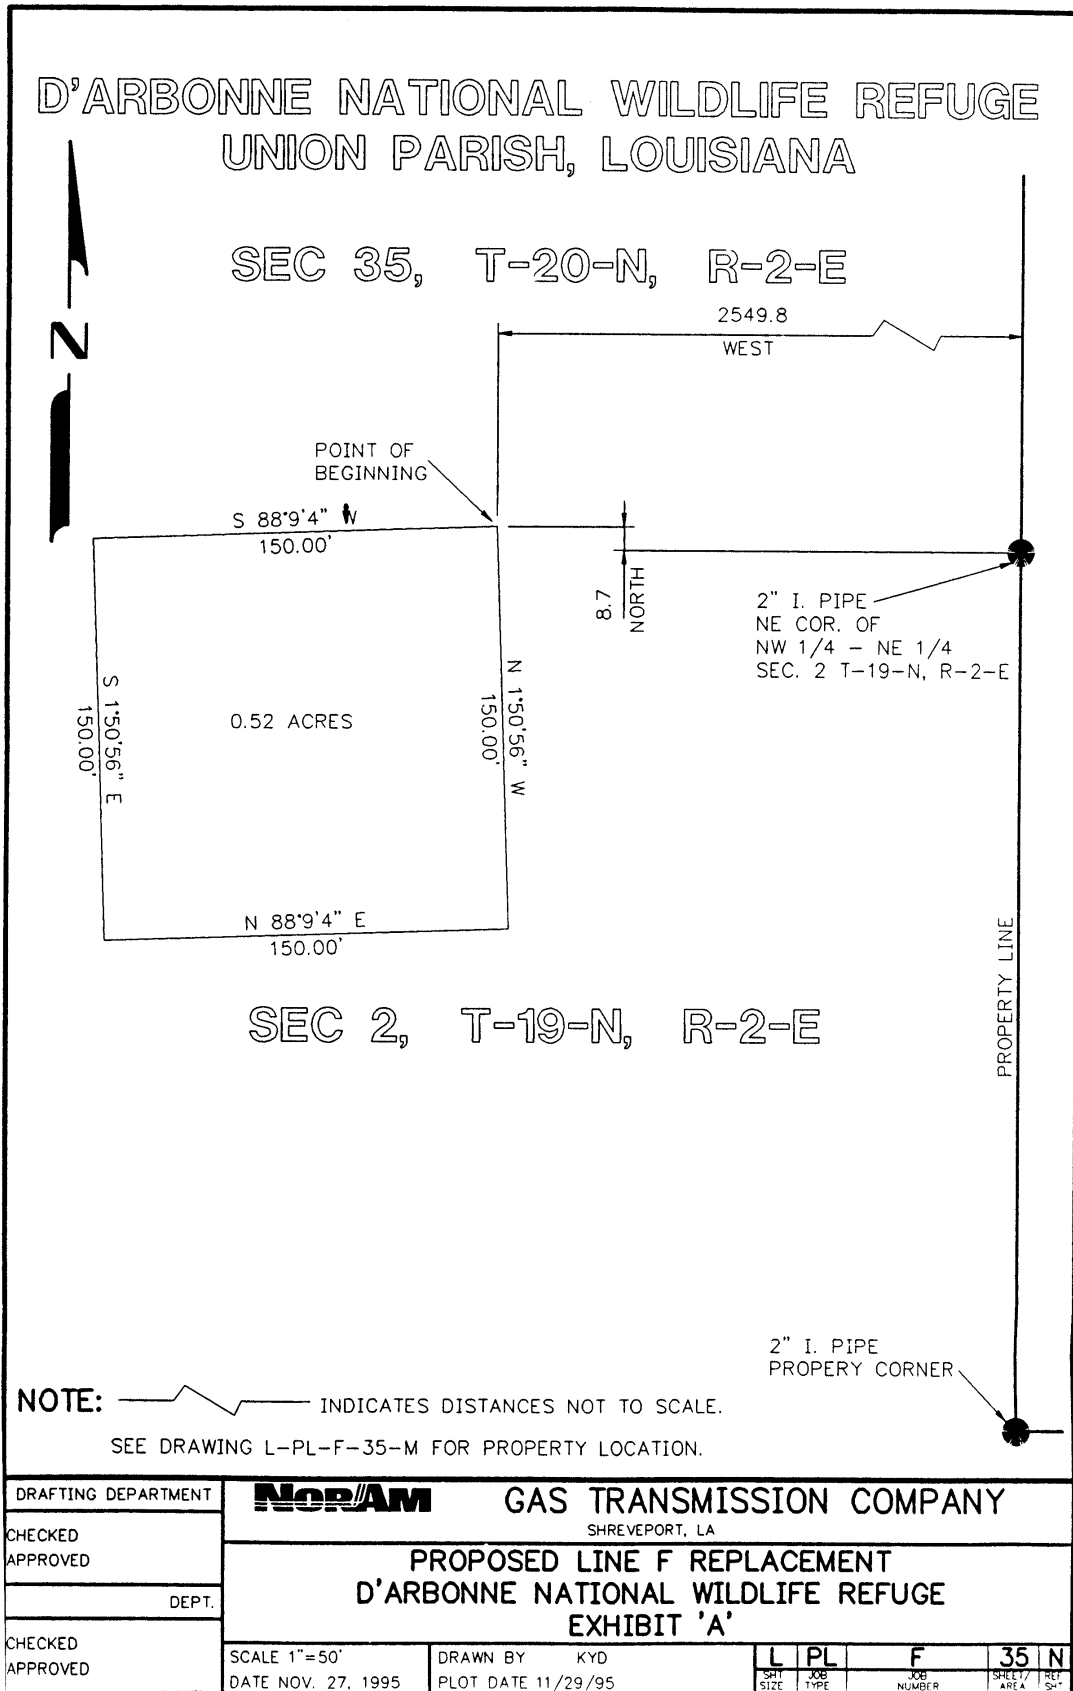 D'ARBONNE NATIONAL WILDLIFE REFUGE
UNION PARISH, LOUISIANA
SEC 35, T-20-N, R-2-E
N
2549.8
WEST
POINT OF
BEGINNING
S 88°9'4" W
150.00'
8.7
NORTH
2" I. PIPE
NE COR. OF
NW 1/4 - NE 1/4
SEC. 2 T-19-N, R-2-E
S 1°50'56" E
150.00'
0.52 ACRES
N 1°50'56" W
150.00'
N 88°9'4" E
150.00'
PROPERTY LINE
SEC 2, T-19-N, R-2-E
2" I. PIPE
PROPERY CORNER
NOTE: INDICATES DISTANCES NOT TO SCALE.
SEE DRAWING L-PL-F-35-M FOR PROPERTY LOCATION.
DRAFTING DEPARTMENT
CHECKED
APPROVED
DEPT.
CHECKED
APPROVED
NORAM GAS TRANSMISSION COMPANY
SHREVEPORT, LA
PROPOSED LINE F REPLACEMENT
D'ARBONNE NATIONAL WILDLIFE REFUGE
EXHIBIT 'A'
SCALE 1"=50'
DATE NOV. 27, 1995
DRAWN BY KYD
PLOT DATE 11/29/95
L PL F 35 N
SHT SIZE
JOB TYPE
JOB NUMBER
SHEET/ AREA
REF SHT